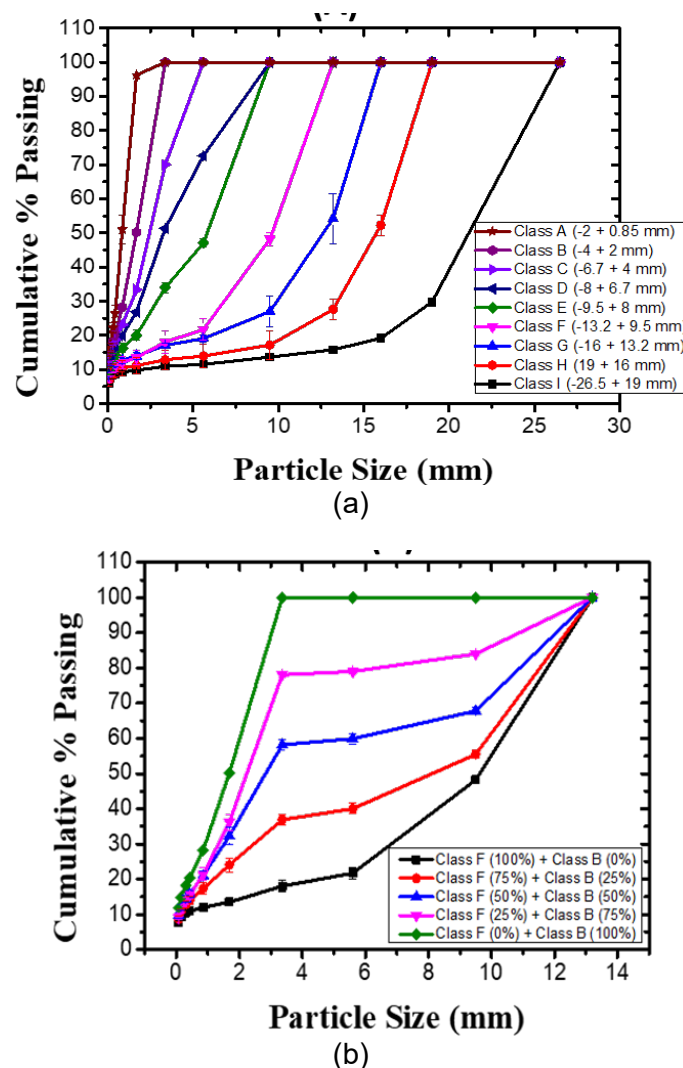 110
100
90
80
70
60
50
40
30
20
10
0
Cumulative % Passing
Class A (-2 + 0.85 mm)
Class B (-4 + 2 mm)
Class C (-6.7 + 4 mm)
Class D (-8 + 6.7 mm)
Class E (-9.5 + 8 mm)
Class F (-13.2 + 9.5 mm)
Class G (-16 + 13.2 mm)
Class H (19 + 16 mm)
Class I (-26.5 + 19 mm)
0 5 10 15 20 25 30
Particle Size (mm)
(a)
110
100
90
80
70
60
50
40
30
20
10
0
Cumulative % Passing
Class F (100%) + Class B (0%)
Class F (75%) + Class B (25%)
Class F (50%) + Class B (50%)
Class F (25%) + Class B (75%)
Class F (0%) + Class B (100%)
0 2 4 6 8 10 12 14
Particle Size (mm)
(b)